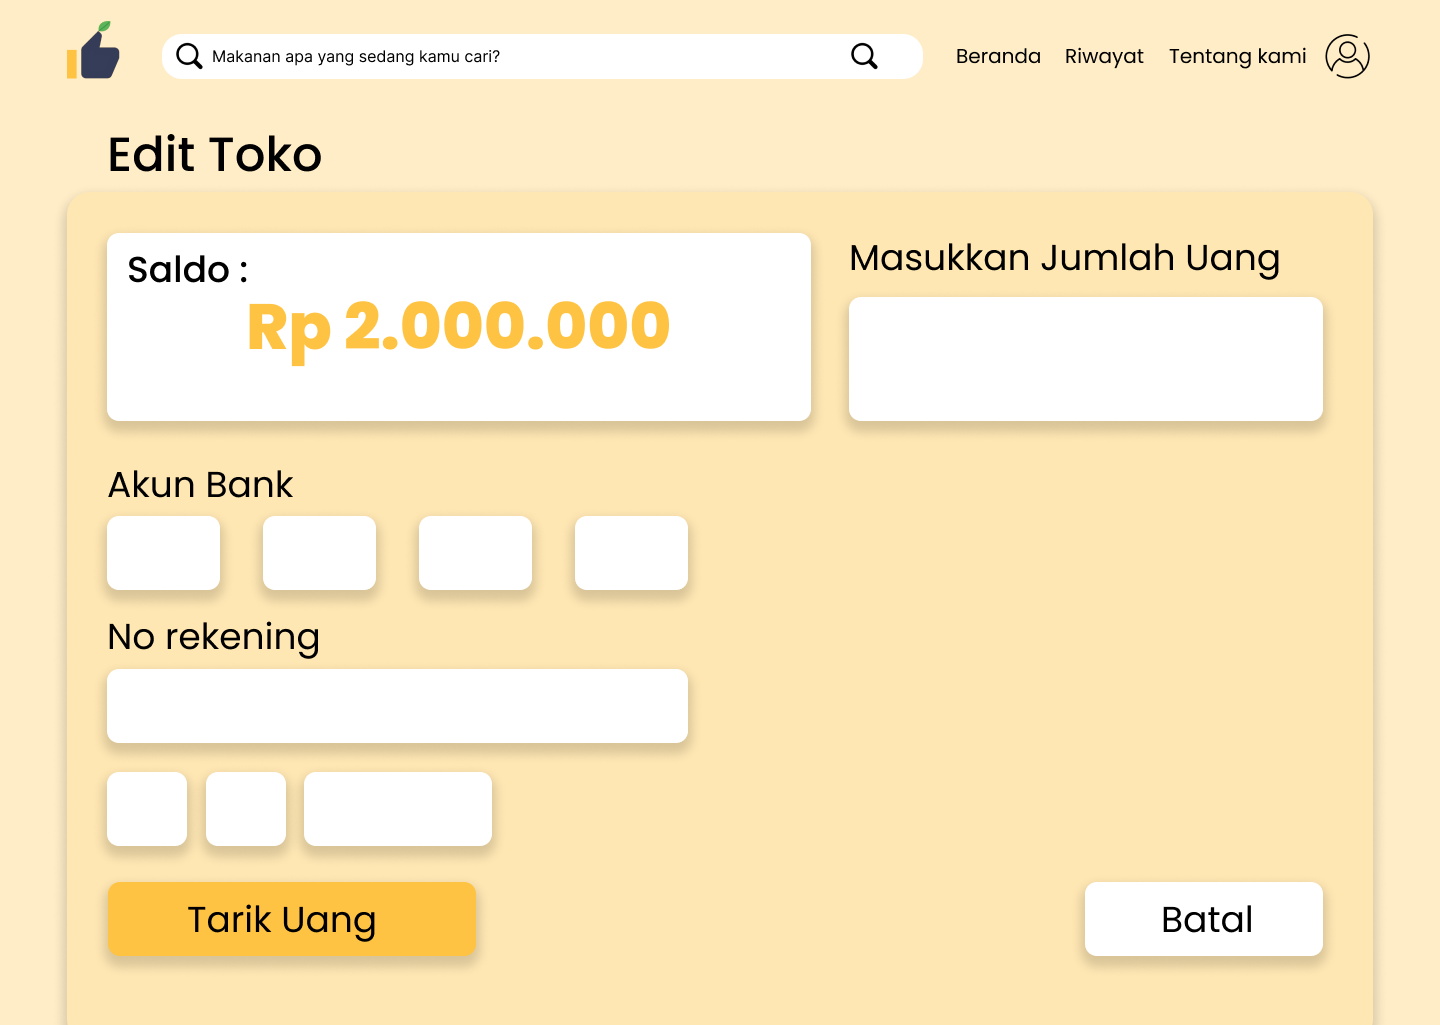 Makanan apa yang sedang kamu cari?
Beranda
Riwayat
Tentang kami
Edit Toko
Saldo :
Rp 2.000.000
Masukkan Jumlah Uang
Akun Bank
No rekening
Tarik Uang
Batal